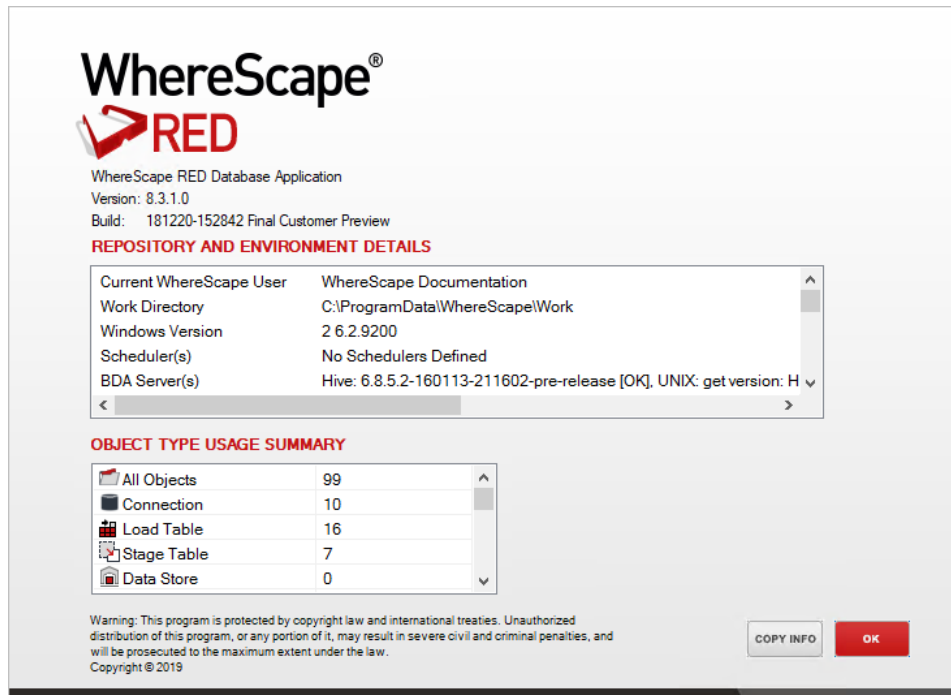 WhereScape®
RED
WhereScape RED Database Application
Version: 8.3.1.0
Build: 181220-152842 Final Customer Preview
REPOSITORY AND ENVIRONMENT DETAILS
Current WhereScape User WhereScape Documentation
Work Directory C:\ProgramData\WhereScape\Work
Windows Version 2 6.2.9200
Scheduler(s) No Schedulers Defined
BDA Server(s) Hive: 6.8.5.2-160113-211602-pre-release [OK], UNIX: get version: H
OBJECT TYPE USAGE SUMMARY
All Objects 99
Connection 10
Load Table 16
Stage Table 7
Data Store 0
Warning: This program is protected by copyright law and international treaties. Unauthorized
distribution of this program, or any portion of it, may result in severe civil and criminal penalties, and
will be prosecuted to the maximum extent under the law.
Copyright © 2019
COPY INFO OK